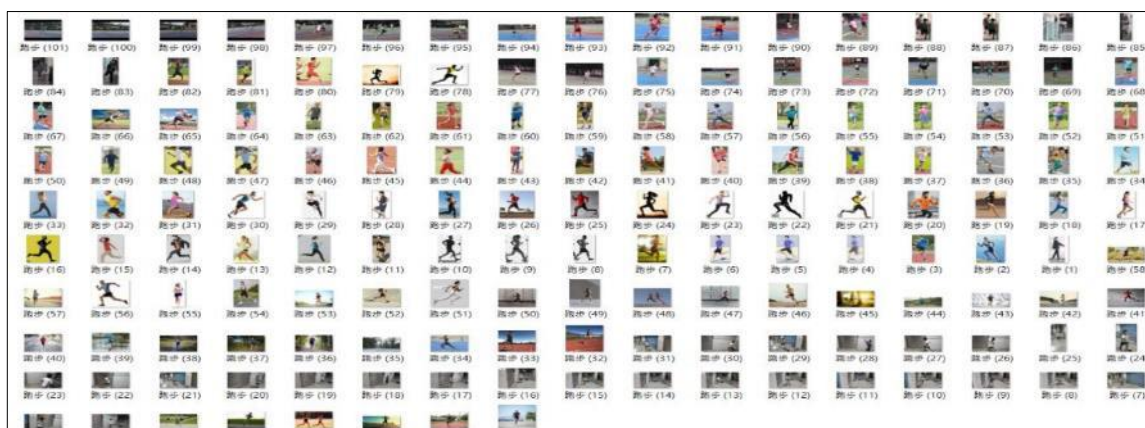 跑步 (101) 跑步 (100) 跑步 (99) 跑步 (98) 跑步 (97) 跑步 (96) 跑步 (95) 跑步 (94) 跑步 (93) 跑步 (92) 跑步 (91) 跑步 (90) 跑步 (89) 跑步 (88) 跑步 (87) 跑步 (86) 跑步 (85
跑步 (84) 跑步 (83) 跑步 (82) 跑步 (81) 跑步 (80) 跑步 (79) 跑步 (78) 跑步 (77) 跑步 (76) 跑步 (75) 跑步 (74) 跑步 (73) 跑步 (72) 跑步 (71) 跑步 (70) 跑步 (69) 跑步 (68
跑步 (67) 跑步 (66) 跑步 (65) 跑步 (64) 跑步 (63) 跑步 (62) 跑步 (61) 跑步 (60) 跑步 (59) 跑步 (58) 跑步 (57) 跑步 (56) 跑步 (55) 跑步 (54) 跑步 (53) 跑步 (52) 跑步 (51
跑步 (50) 跑步 (49) 跑步 (48) 跑步 (47) 跑步 (46) 跑步 (45) 跑步 (44) 跑步 (43) 跑步 (42) 跑步 (41) 跑步 (40) 跑步 (39) 跑步 (38) 跑步 (37) 跑步 (36) 跑步 (35) 跑步 (34
跑步 (33) 跑步 (32) 跑步 (31) 跑步 (30) 跑步 (29) 跑步 (28) 跑步 (27) 跑步 (26) 跑步 (25) 跑步 (24) 跑步 (23) 跑步 (22) 跑步 (21) 跑步 (20) 跑步 (19) 跑步 (18) 跑步 (17
跑步 (16) 跑步 (15) 跑步 (14) 跑步 (13) 跑步 (12) 跑步 (11) 跑步 (10) 跑步 (9) 跑步 (8) 跑步 (7) 跑步 (6) 跑步 (5) 跑步 (4) 跑步 (3) 跑步 (2) 跑步 (1) 跑步 (58
跑步 (57) 跑步 (56) 跑步 (55) 跑步 (54) 跑步 (53) 跑步 (52) 跑步 (51) 跑步 (50) 跑步 (49) 跑步 (48) 跑步 (47) 跑步 (46) 跑步 (45) 跑步 (44) 跑步 (43) 跑步 (42) 跑步 (41
跑步 (40) 跑步 (39) 跑步 (38) 跑步 (37) 跑步 (36) 跑步 (35) 跑步 (34) 跑步 (33) 跑步 (32) 跑步 (31) 跑步 (30) 跑步 (29) 跑步 (28) 跑步 (27) 跑步 (26) 跑步 (25) 跑步 (24
跑步 (23) 跑步 (22) 跑步 (21) 跑步 (20) 跑步 (19) 跑步 (18) 跑步 (17) 跑步 (16) 跑步 (15) 跑步 (14) 跑步 (13) 跑步 (12) 跑步 (11) 跑步 (10) 跑步 (9) 跑步 (8) 跑步 (7)